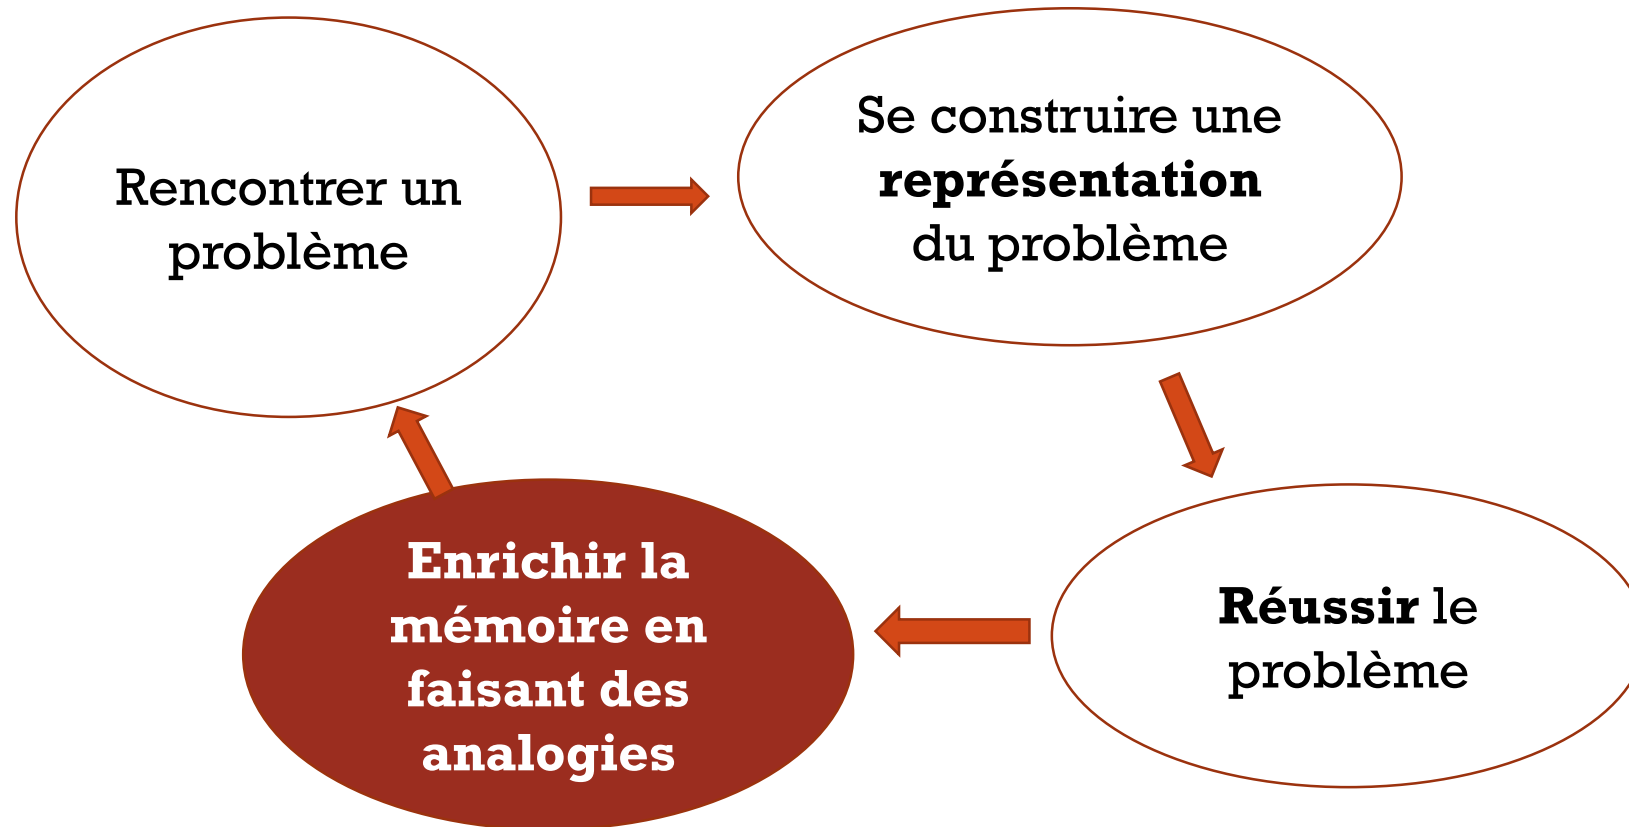 Rencontrer un
problème
Se construire une
représentation
du problème
Réussir le
problème
Enrichir la
mémoire en
faisant des
analogies